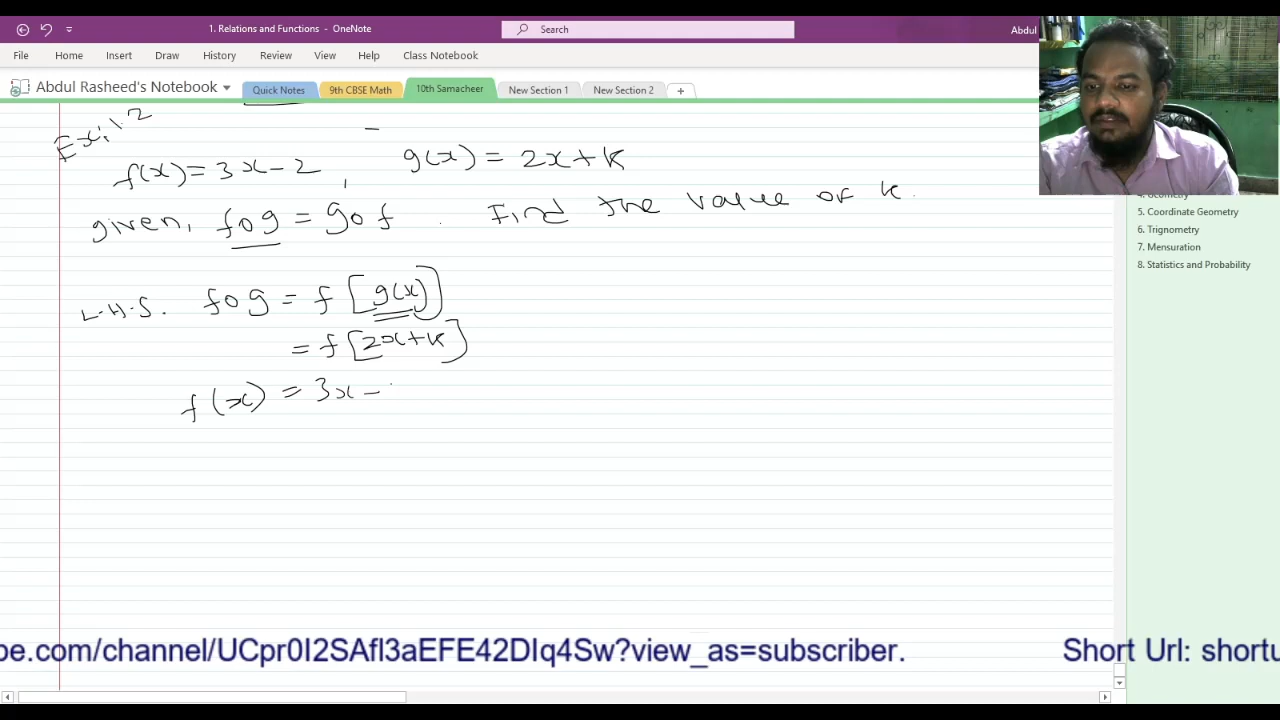 1. Relations and Functions - OneNote
Search
Abdul
File Home Insert Draw History Review View Help Class Notebook
Abdul Rasheed's Notebook Quick Notes 9th CBSE Math 10th Samacheer New Section 1 New Section 2 +
Ex: 1.12
f(x) = 3x - 2 , g(x) = 2x + k
given, fog = gof . Find the value of k.
L.H.S. fog = f [g(x)]
= f [2x+k]
f(x) = 3x -
5. Coordinate Geometry
6. Trignometry
7. Mensuration
8. Statistics and Probability
be.com/channel/UCpr0I2SAfl3aEFE42DIq4Sw?view_as=subscriber. Short Url: shortu